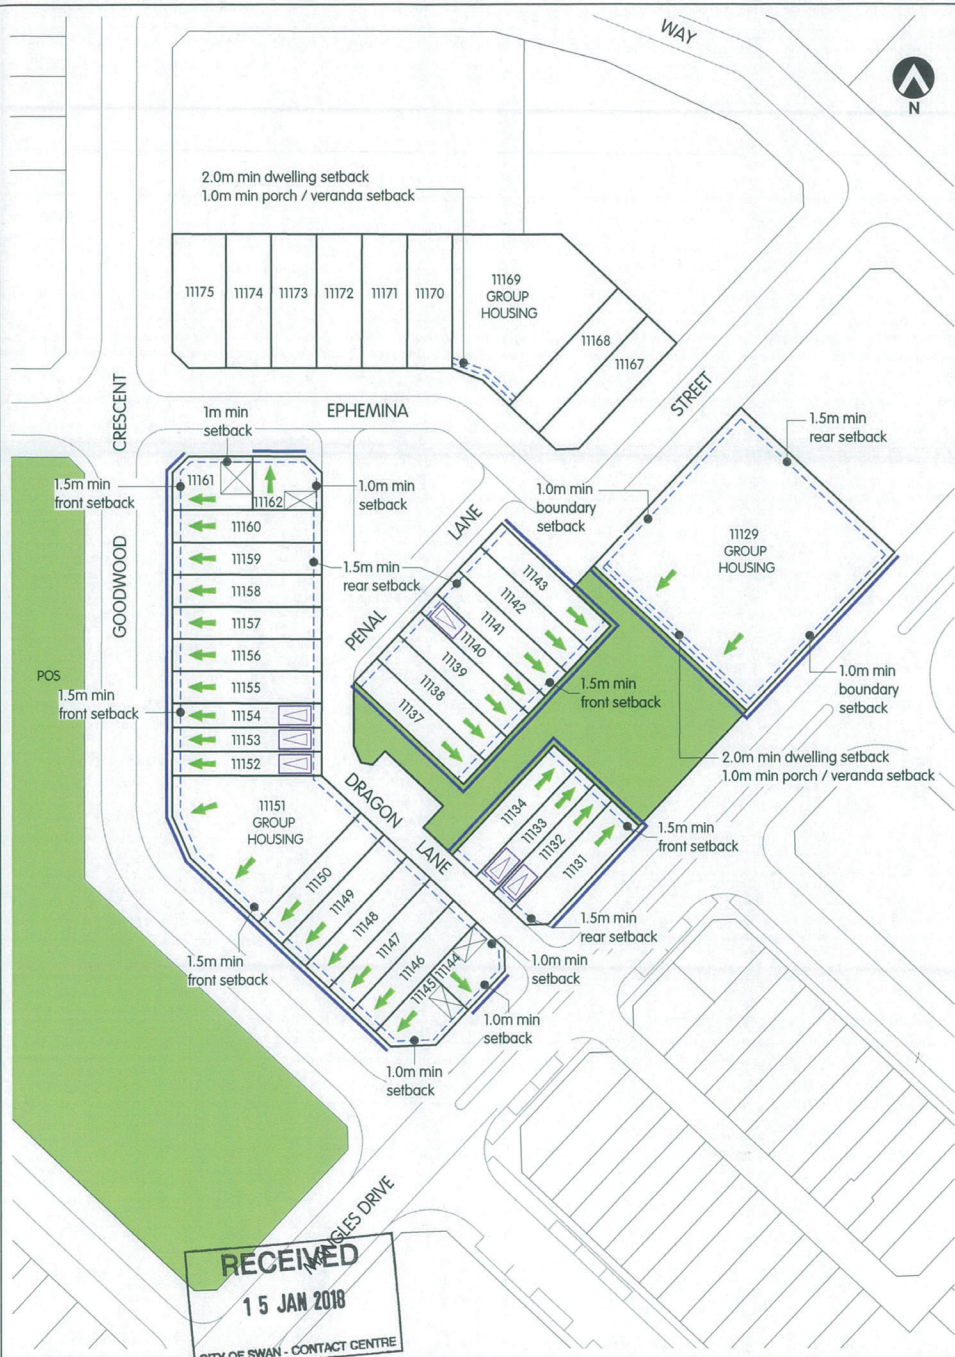 WAY
N
2.0m min dwelling setback
1.0m min porch / veranda setback
11175
11174
11173
11172
11171
11170
11169
GROUP
HOUSING
11168
11167
STREET
CRESCENT
EPHEMINA
1m min
setback
1.5m min
rear setback
1.5m min
front setback
11161
11162
1.0m min
setback
1.0m min
boundary
setback
11160
11159
11158
11157
11156
11155
11154
11153
11152
1.5m min
rear setback
GOODWOOD
PENAL
LANE
11129
GROUP
HOUSING
11143
11142
11141
11140
11139
11138
11137
POS
1.5m min
front setback
1.5m min
front setback
1.0m min
boundary
setback
2.0m min dwelling setback
1.0m min porch / veranda setback
DRAGON
LANE
11151
GROUP
HOUSING
11134
11133
11132
11131
1.5m min
front setback
11150
11149
11148
11147
11146
11145
11144
1.5m min
rear setback
1.5m min
front setback
1.0m min
setback
1.0m min
setback
1.0m min
setback
MANGLES DRIVE
RECEIVED
15 JAN 2018
CITY OF SWAN - CONTACT CENTRE